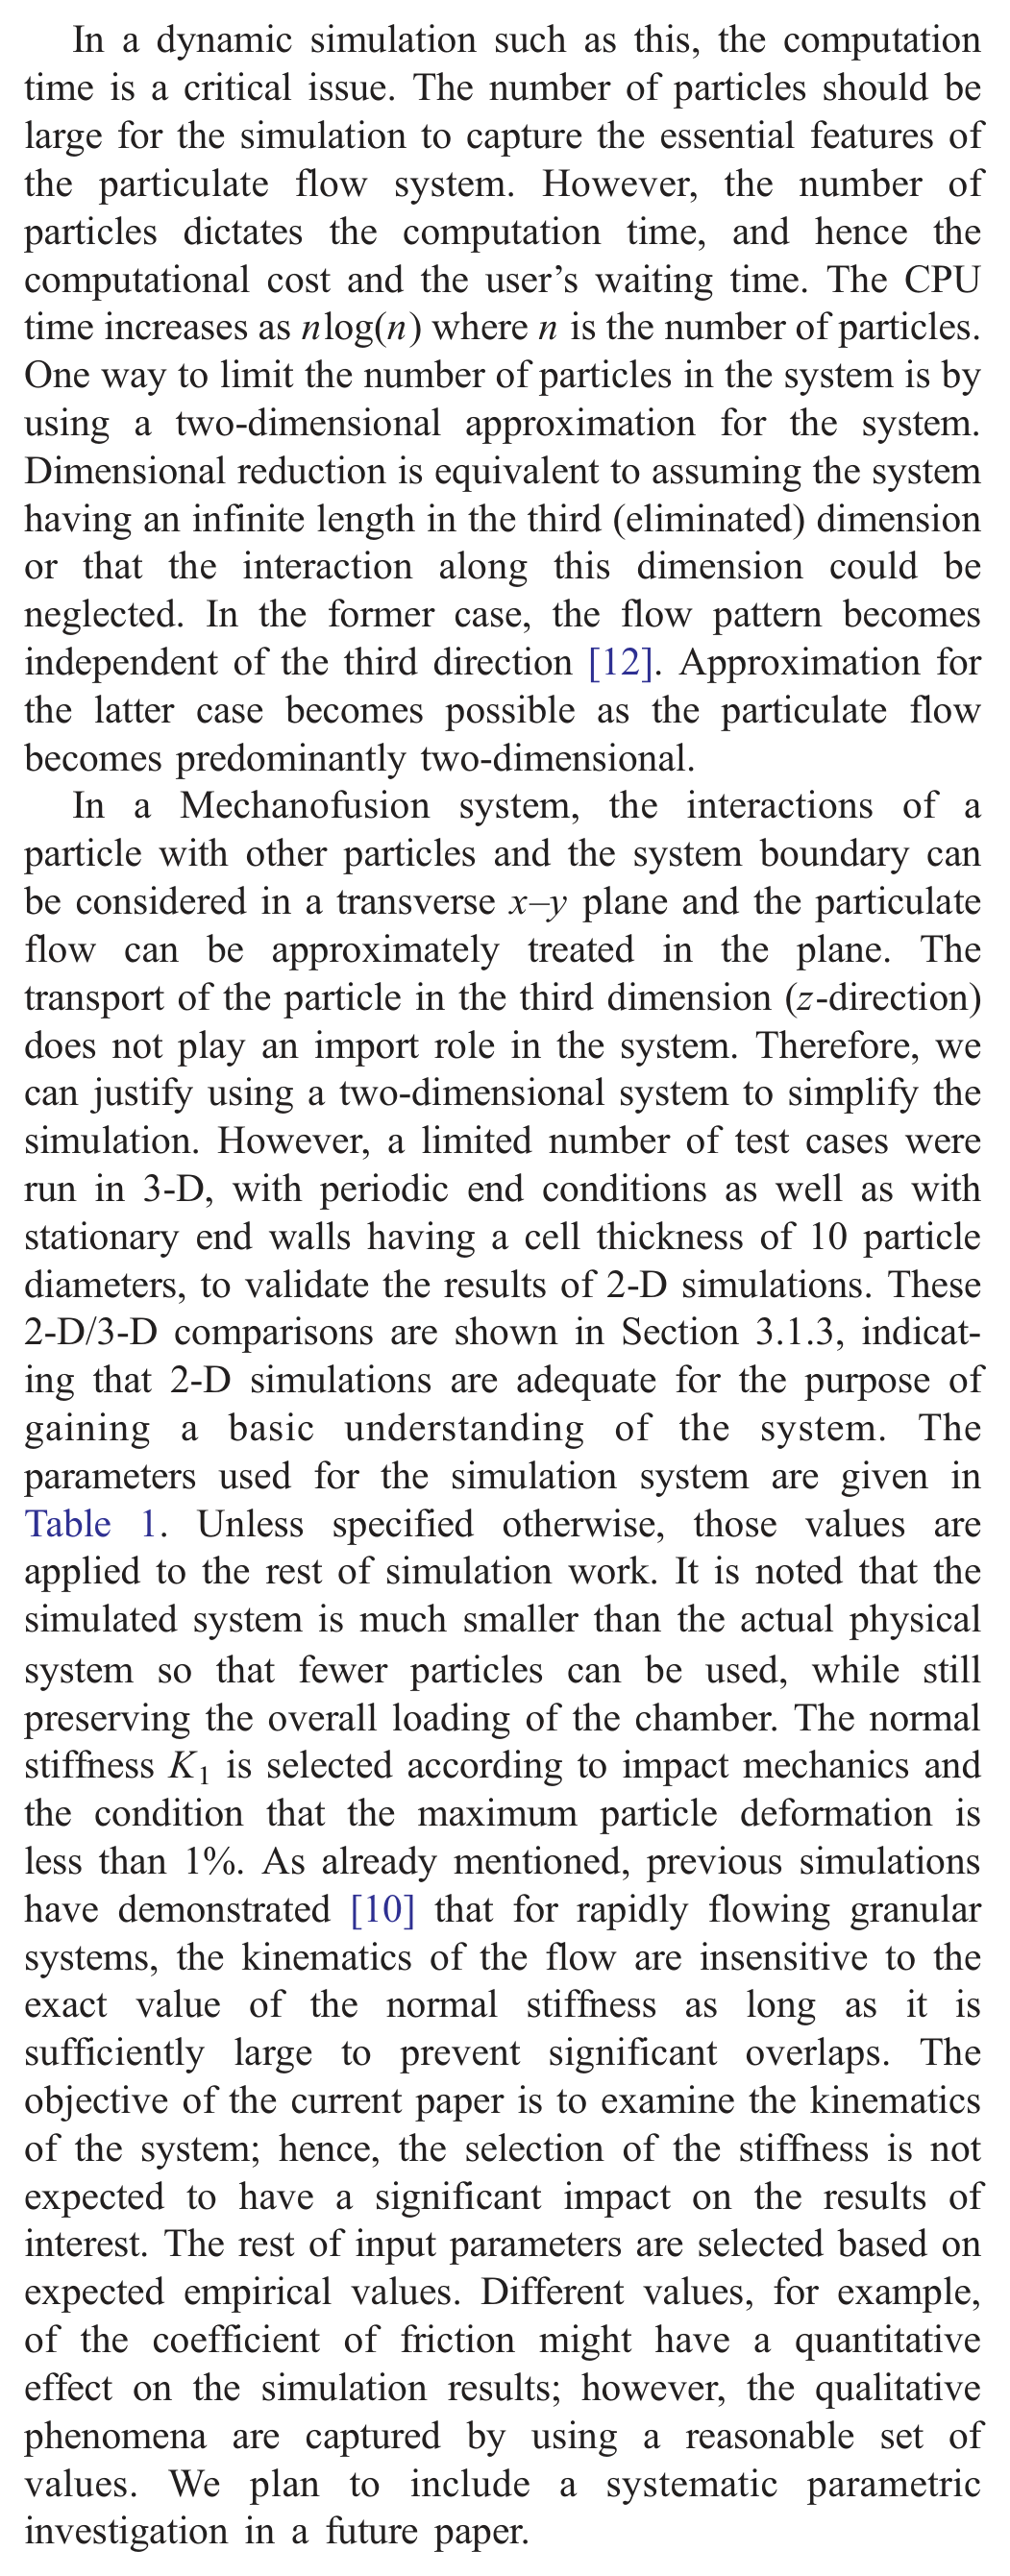 In a dynamic simulation such as this, the computation
time is a critical issue. The number of particles should be
large for the simulation to capture the essential features of
the particulate flow system. However, the number of
particles dictates the computation time, and hence the
computational cost and the user's waiting time. The CPU
time increases as nlog(n) where n is the number of particles.
One way to limit the number of particles in the system is by
using a two-dimensional approximation for the system.
Dimensional reduction is equivalent to assuming the system
having an infinite length in the third (eliminated) dimension
or that the interaction along this dimension could be
neglected. In the former case, the flow pattern becomes
independent of the third direction [12]. Approximation for
the latter case becomes possible as the particulate flow
becomes predominantly two-dimensional.
In a Mechanofusion system, the interactions of a
particle with other particles and the system boundary can
be considered in a transverse x–y plane and the particulate
flow can be approximately treated in the plane. The
transport of the particle in the third dimension (z-direction)
does not play an import role in the system. Therefore, we
can justify using a two-dimensional system to simplify the
simulation. However, a limited number of test cases were
run in 3-D, with periodic end conditions as well as with
stationary end walls having a cell thickness of 10 particle
diameters, to validate the results of 2-D simulations. These
2-D/3-D comparisons are shown in Section 3.1.3, indicat-
ing that 2-D simulations are adequate for the purpose of
gaining a basic understanding of the system. The
parameters used for the simulation system are given in
Table 1. Unless specified otherwise, those values are
applied to the rest of simulation work. It is noted that the
simulated system is much smaller than the actual physical
system so that fewer particles can be used, while still
preserving the overall loading of the chamber. The normal
stiffness K₁ is selected according to impact mechanics and
the condition that the maximum particle deformation is
less than 1%. As already mentioned, previous simulations
have demonstrated [10] that for rapidly flowing granular
systems, the kinematics of the flow are insensitive to the
exact value of the normal stiffness as long as it is
sufficiently large to prevent significant overlaps. The
objective of the current paper is to examine the kinematics
of the system; hence, the selection of the stiffness is not
expected to have a significant impact on the results of
interest. The rest of input parameters are selected based on
expected empirical values. Different values, for example,
of the coefficient of friction might have a quantitative
effect on the simulation results; however, the qualitative
phenomena are captured by using a reasonable set of
values. We plan to include a systematic parametric
investigation in a future paper.